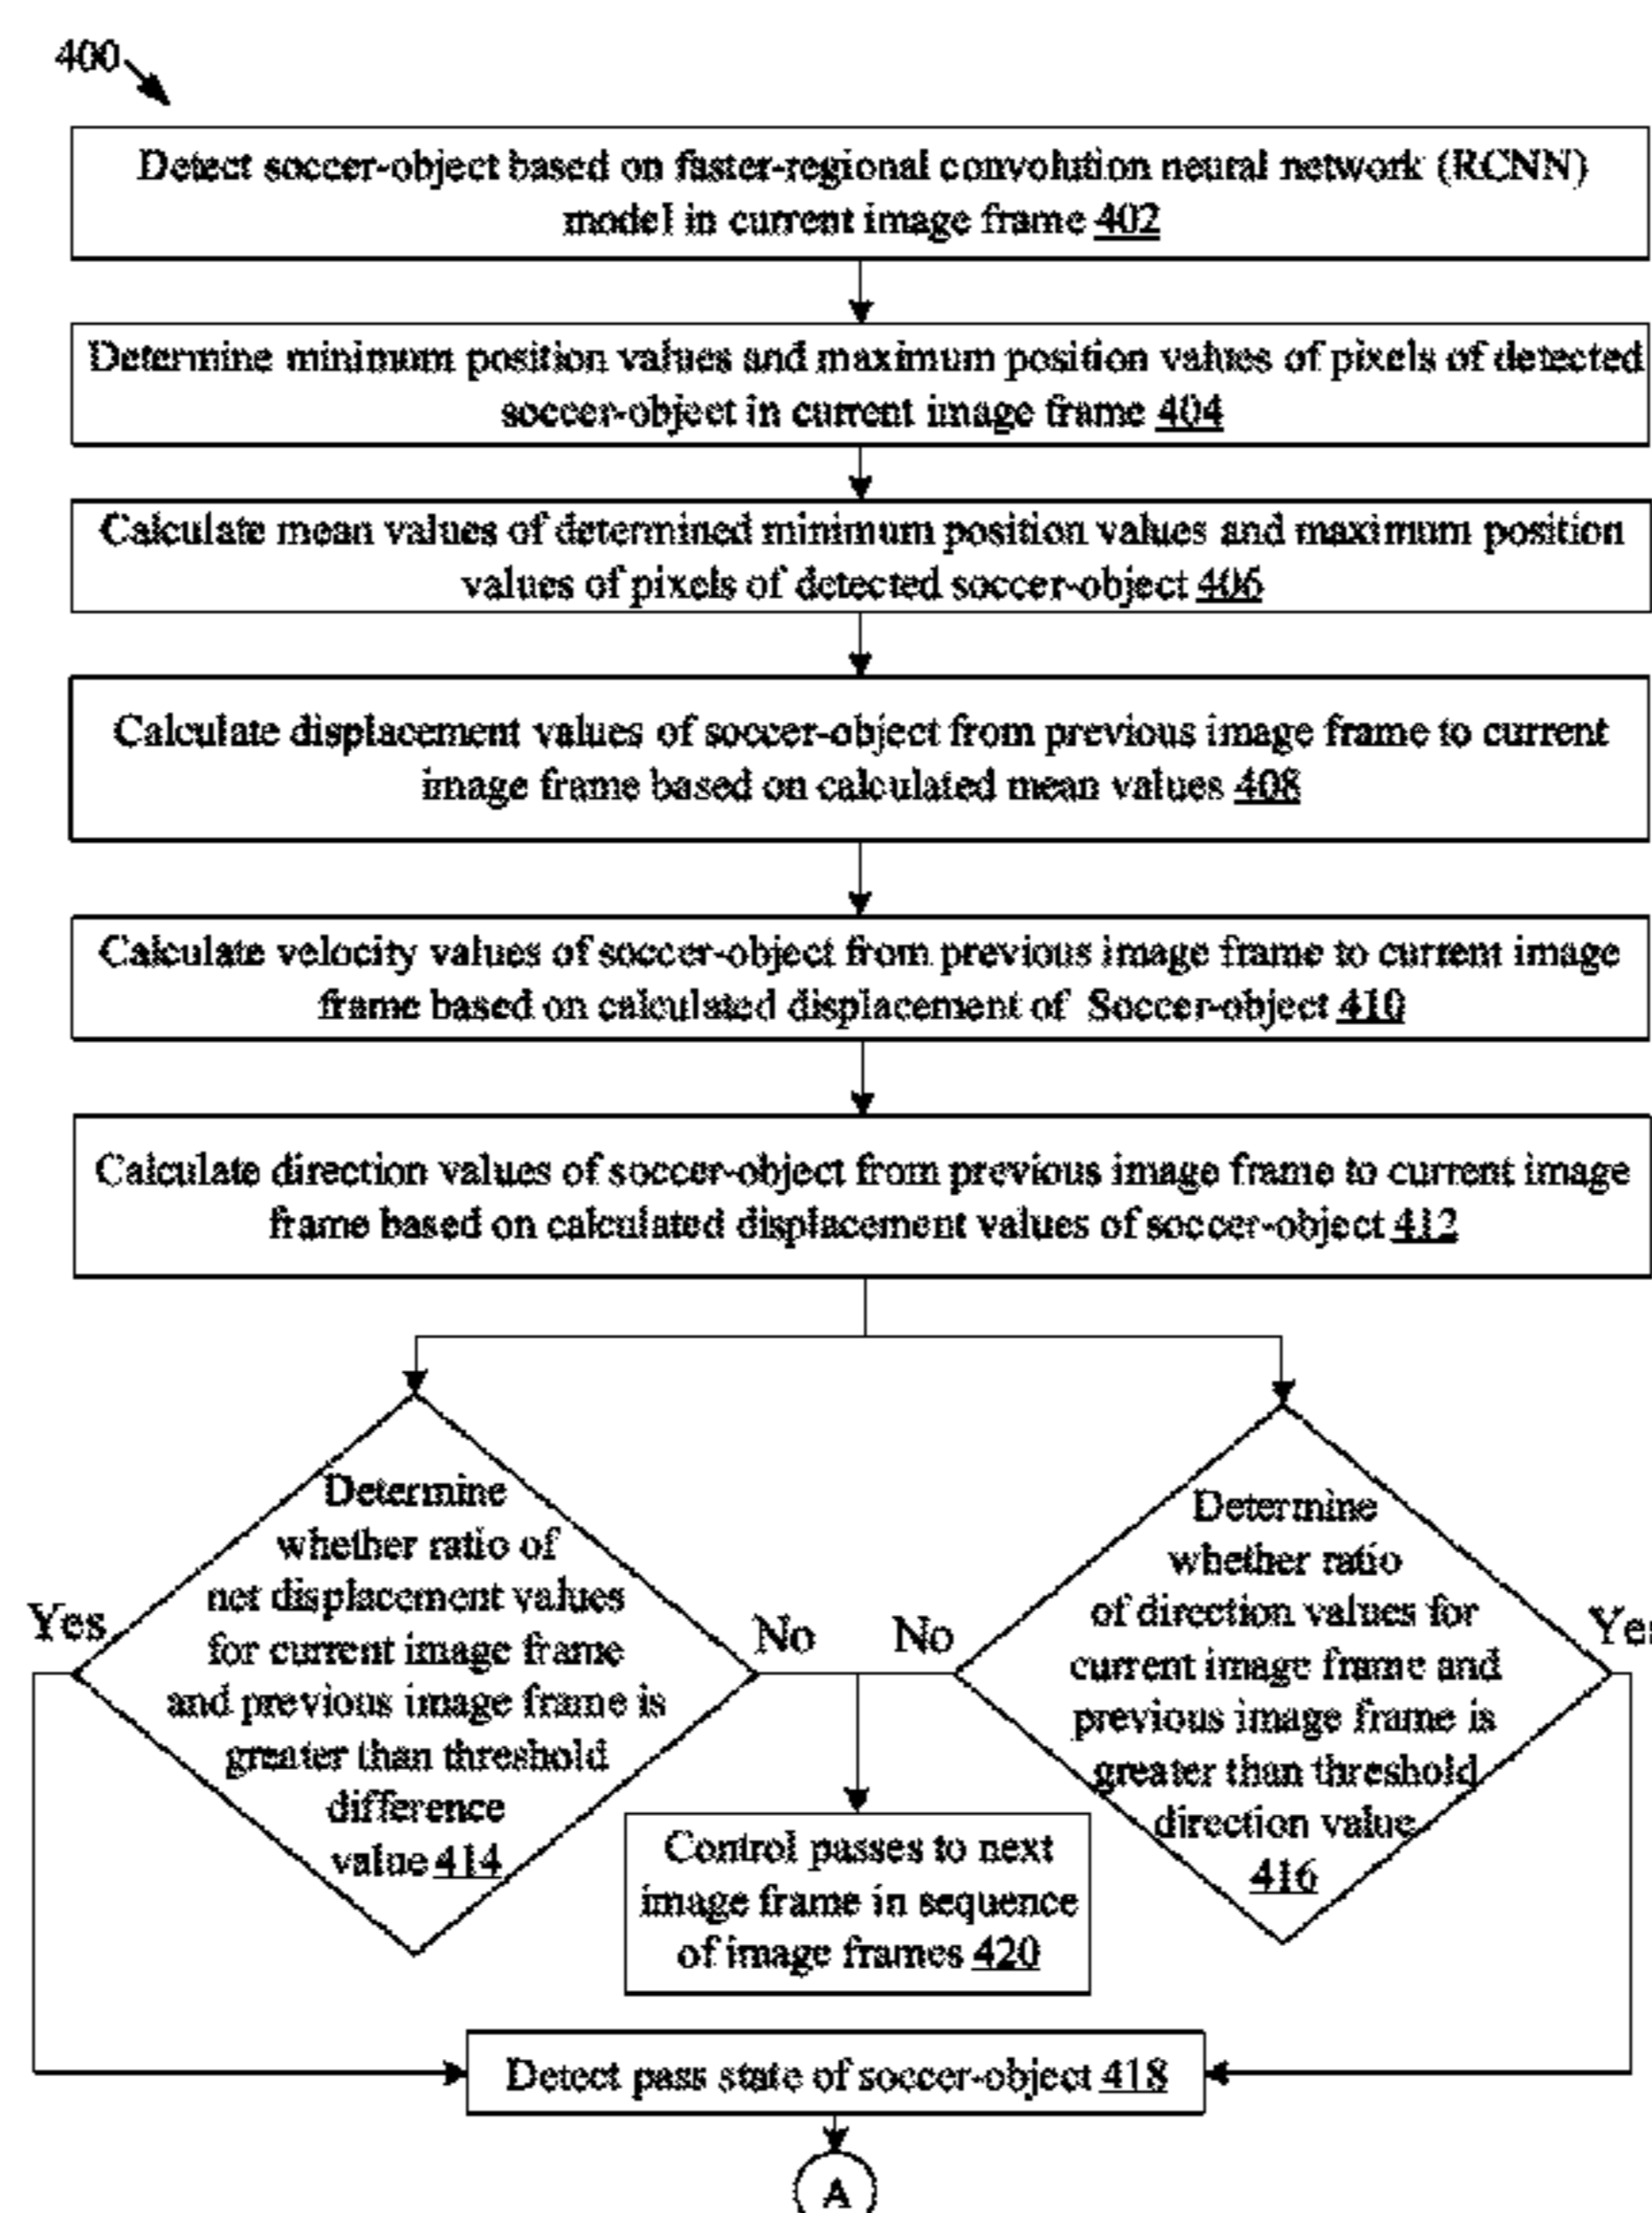 400
Detect soccer-object based on faster-regional convolution neural network (RCNN)
model in current image frame 402
Determine minimum position values and maximum position values of pixels of detected
soccer-object in current image frame 404
Calculate mean values of determined minimum position values and maximum position
values of pixels of detected soccer-object 406
Calculate displacement values of soccer-object from previous image frame to current
image frame based on calculated mean values 408
Calculate velocity values of soccer-object from previous image frame to current image
frame based on calculated displacement of Soccer-object 410
Calculate direction values of soccer-object from previous image frame to current image
frame based on calculated displacement values of soccer-object 412
Determine
whether ratio of
net displacement values
for current image frame
and previous image frame is
greater than threshold
difference
value 414
Yes
No
Determine
whether ratio
of direction values for
current image frame and
previous image frame is
greater than threshold
direction value
416
No
Yes
Control passes to next
image frame in sequence
of image frames 420
Detect pass state of soccer-object 418
A